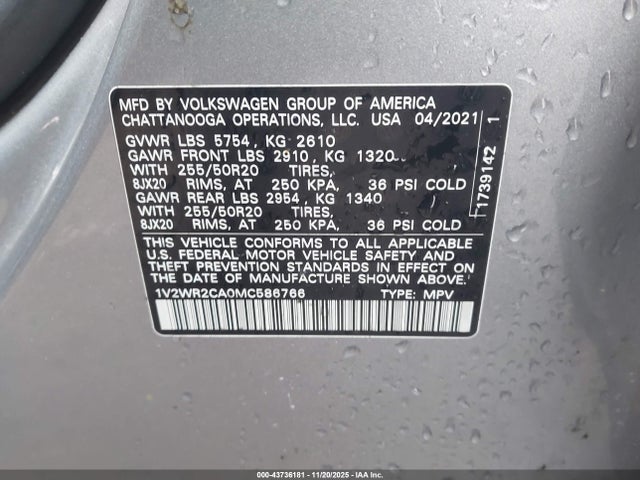 MFD BY VOLKSWAGEN GROUP OF AMERICA
CHATTANOOGA OPERATIONS, LLC. USA 04/2021
GVWR LBS 5754, KG 2610
GAWR FRONT LBS 2910, KG 1320
WITH 255/50R20 TIRES,
8JX20 RIMS, AT 250 KPA, 36 PSI COLD
GAWR REAR LBS 2954, KG 1340
WITH 255/50R20 TIRES,
8JX20 RIMS, AT 250 KPA, 36 PSI COLD
THIS VEHICLE CONFORMS TO ALL APPLICABLE
U.S. FEDERAL MOTOR VEHICLE SAFETY AND
THEFT PREVENTION STANDARDS IN EFFECT ON
THE DATE OF MANUFACTURE SHOWN ABOVE.
1V2WR2CA0MC586766 TYPE: MPV
1739142 1
000-43736181 - 11/20/2025 - IAAI.com